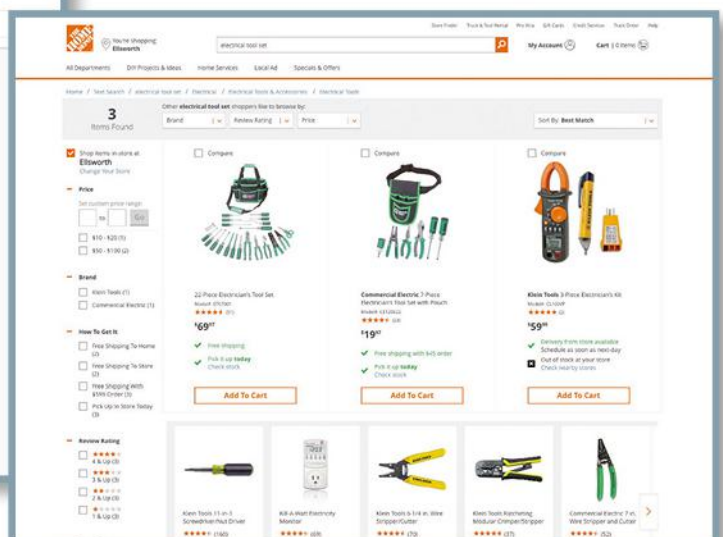 THE HOME DEPOT
You're shopping
Ellsworth
Store Finder Truck & Tool Rental Pro Xtra Gift Cards Credit Services Track Order Help
electrical tool set
My Account
Cart | 0 items
All Departments DIY Projects & Ideas Home Services Local Ad Specials & Offers
Home / Text Search / electrical tool set / Electrical / Electrical Tools & Accessories / Electrical Tools
3
Items Found
Other electrical tool set shoppers like to browse by:
Brand
Review Rating
Price
Sort By: Best Match
Shop items in store at
Ellsworth
Change Your Store
Price
Set custom price range:
to Go
$10 - $20 (1)
$50 - $100 (2)
Brand
Klein Tools (1)
Commercial Electric (1)
How To Get It
Free Shipping To Home
(2)
Free Shipping To Store
(2)
Free Shipping With
Order (3)
Pick Up In Store Today
(3)
Review Rating
4 & Up (3)
3 & Up (3)
2 & Up (3)
1 & Up (3)
Compare
22-Piece Electrician's Tool Set
Model#
(51)
$69
Free shipping
Pick it up today
Check stock
Add To Cart
Compare
Commercial Electric 7-Piece
Electrician's Tool Set with Pouch
Model#
$19
Free shipping with $45 order
Pick it up today
Check stock
Add To Cart
Compare
Klein Tools 3-Piece Electrician's Kit
Model#
$59
Delivery from store available
Schedule as soon as next-day
Out of stock at your store
Check nearby stores
Add To Cart
Klein Tools 11-in-1
Screwdriver/Nut Driver
(160)
Kill-A-Watt Electricity
Monitor
(69)
Klein Tools 6-1/4 in. Wire
Stripper/Cutter
(70)
Klein Tools Ratcheting
Modular Crimper/Stripper
(37)
Commercial Electric 7 in.
Wire Stripper and Cutter
(52)